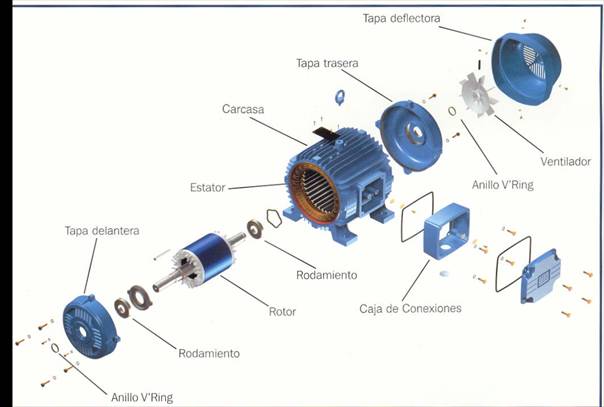 Tapa deflectora
Tapa trasera
Carcasa
Ventilador
Anillo V'Ring
Estator
Tapa delantera
Rodamiento
Caja de Conexiones
Rotor
Rodamiento
Anillo V'Ring